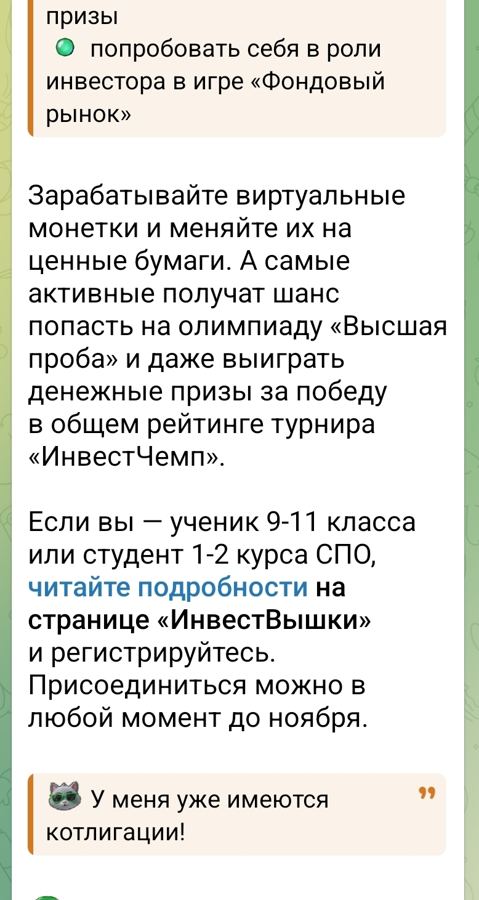 призы
попробовать себя в роли
инвестора в игре «Фондовый
рынок»
Зарабатывайте виртуальные
монетки и меняйте их на
ценные бумаги. А самые
активные получат шанс
попасть на олимпиаду «Высшая
проба» и даже выиграть
денежные призы за победу
в общем рейтинге турнира
«ИнвестЧемп».
Если вы — ученик 9-11 класса
или студент 1-2 курса СПО,
читайте подробности на
странице «ИнвестВышки»
и регистрируйтесь.
Присоединиться можно в
любой момент до ноября.
У меня уже имеются
котлигации!